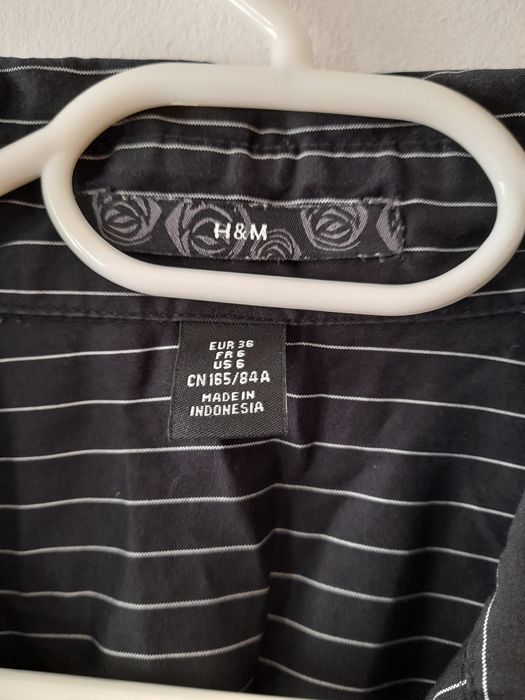 H&M
EUR 36
FR 6
US 6
CN 165/84A
MADE IN
INDONESIA